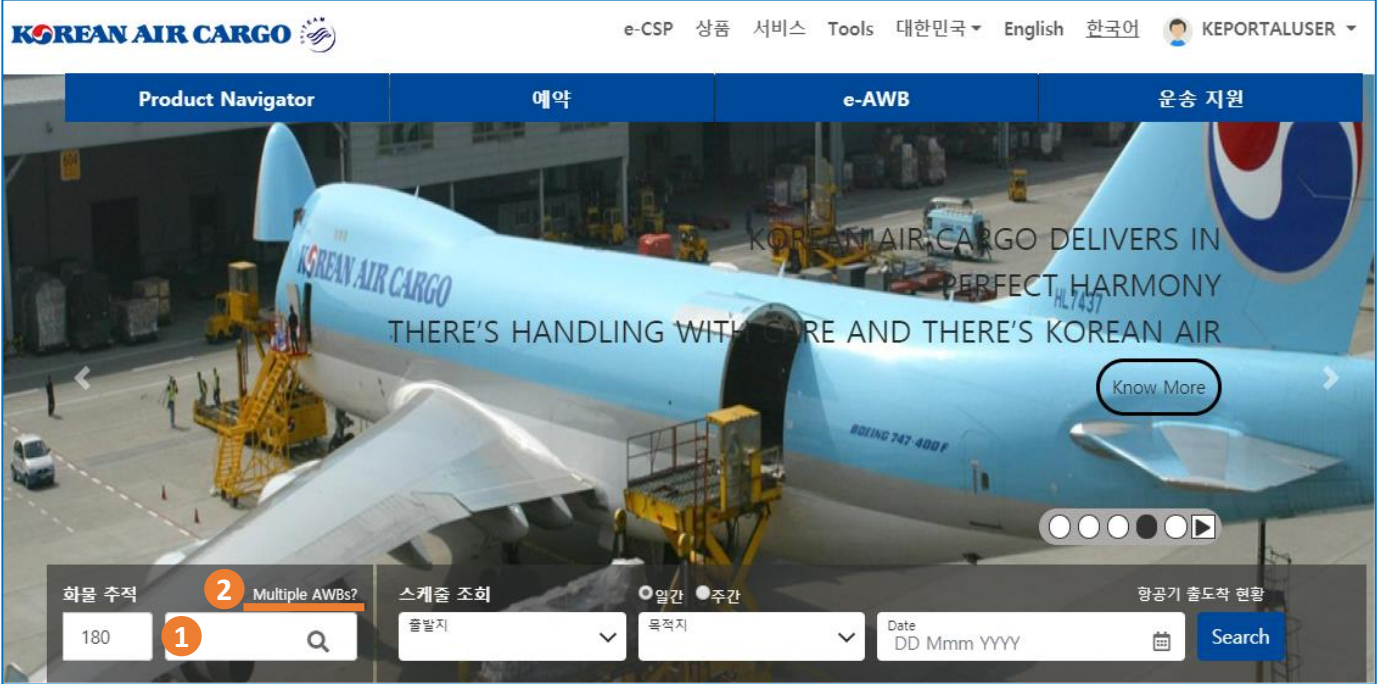 KOREAN AIR CARGO
e-CSP 상품 서비스 Tools 대한민국 English 한국어 KEPORTALUSER
Product Navigator 예약 e-AWB 운송 지원
604
KOREAN AIR CARGO
HL7437
BOEING 747-400F
KOREAN AIR CARGO DELIVERS IN
PERFECT HARMONY
THERE'S HANDLING WITH CARE AND THERE'S KOREAN AIR
Know More
화물 추적 2 Multiple AWBs? 스케줄 조회 일간 주간 항공기 출도착 현황
180 1 출발지 목적지 Date
DD Mmm YYYY Search